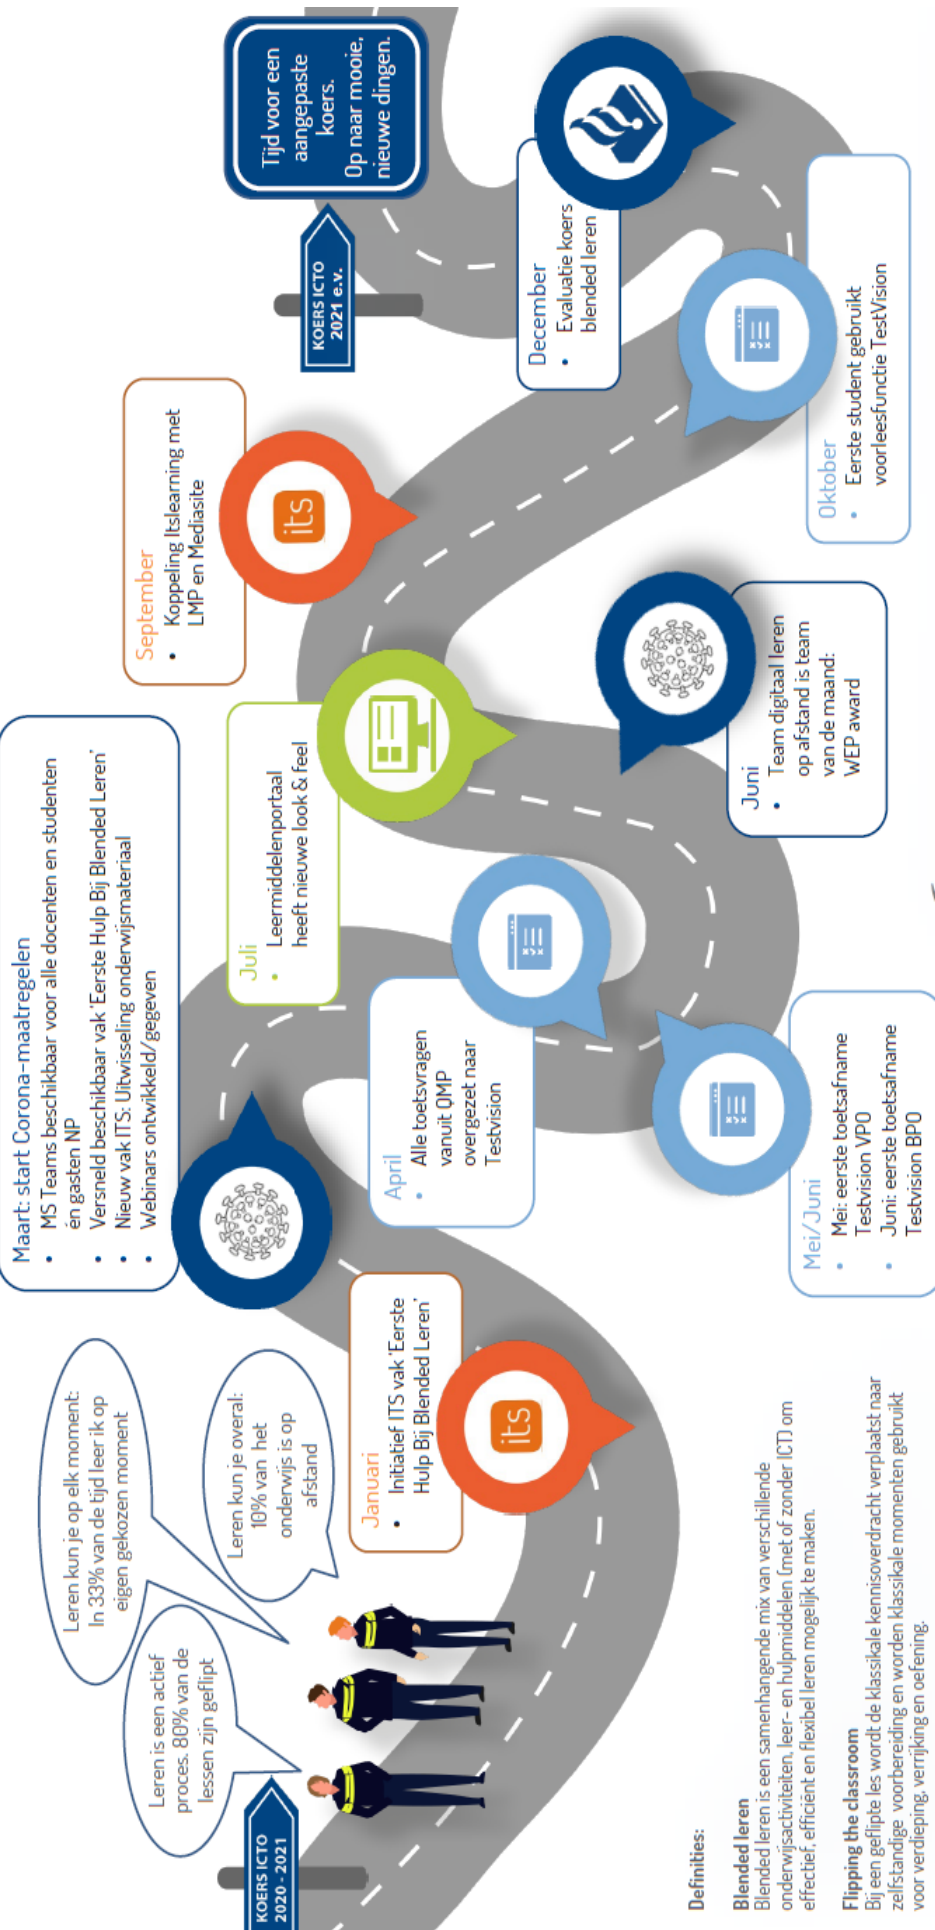 KOERS ICTO
2020 - 2021
Leren is een actief
proces. 80% van de
lessen zijn geflipt
Leren kun je op elk moment:
In 33% van de tijd leer ik op
eigen gekozen moment
Leren kun je overal:
10% van het
onderwijs is op
afstand
Januari
• Initiatief ITS vak 'Eerste
Hulp Bij Blended Leren'
its
Maart: start Corona-maatregelen
• MS Teams beschikbaar voor alle docenten en studenten
én gasten NP
• Versneld beschikbaar vak 'Eerste Hulp Bij Blended Leren'
• Nieuw vak ITS: Uitwisseling onderwijsmateriaal
• Webinars ontwikkeld/gegeven
April
• Alle toetsvragen
vanuit QMP
overgezet naar
Testvision
Mei/Juni
• Mei: eerste toetsafname
Testvision VPO
• Juni: eerste toetsafname
Testvision BPO
Juni
• Team digitaal leren
op afstand is team
van de maand:
WEP award
Juli
• Leermiddelenportaal
heeft nieuwe look & feel
September
• Koppeling Itslearning met
LMP en Mediasite
its
Oktober
• Eerste student gebruikt
voorleesfunctie TestVision
December
• Evaluatie koers
blended leren
KOERS ICTO
2021 e.v.
Tijd voor een
aangepaste
koers.
Op naar mooie,
nieuwe dingen.
Definities:
Blended leren
Blended leren is een samenhangende mix van verschillende
onderwijsactiviteiten, leer- en hulpmiddelen (met of zonder ICT) om
effectief, efficiënt en flexibel leren mogelijk te maken.
Flipping the classroom
Bij een geflipte les wordt de klassikale kennisoverdracht verplaatst naar
zelfstandige voorbereiding en worden klassikale momenten gebruikt
voor verdieping, verrijking en oefening.